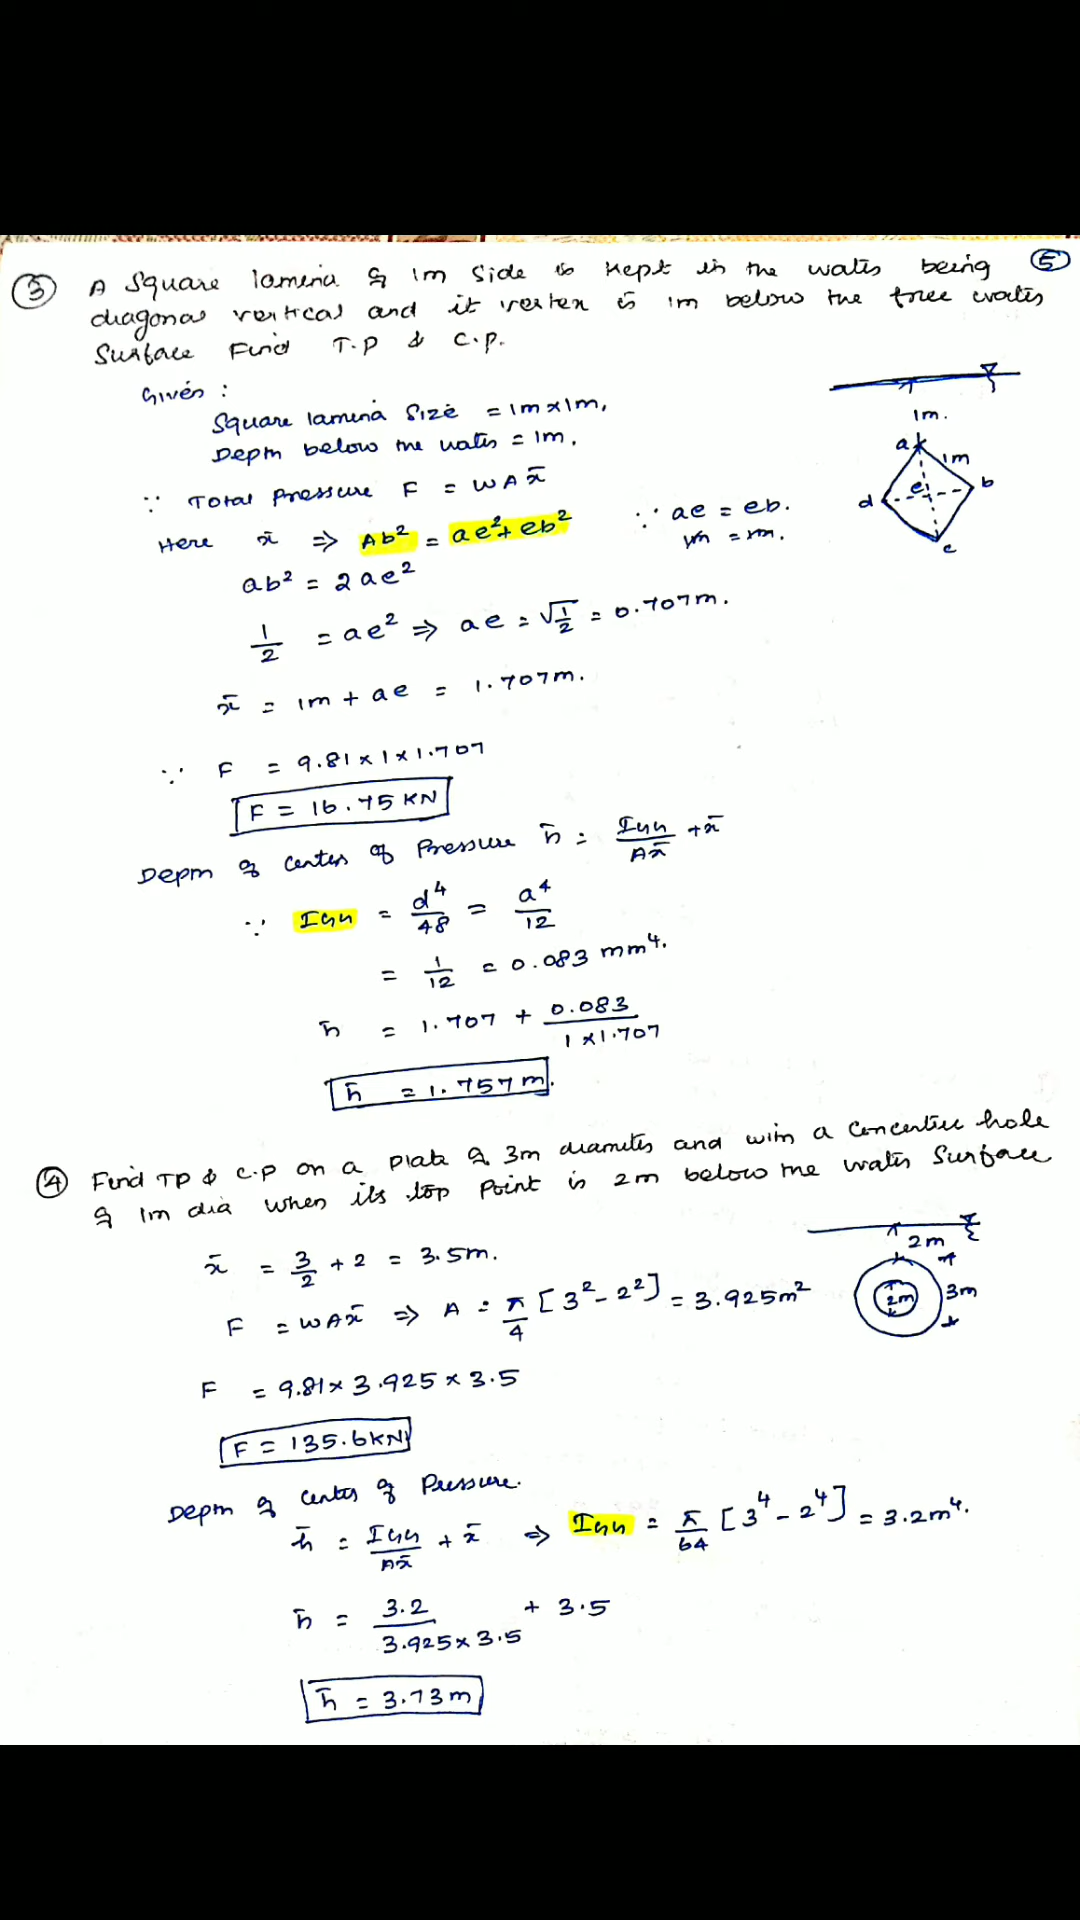 ③ A Square lamina of 1m side is kept in the water being ⑤
diagonal vertical and it vertex is 1m below the free water
Surface Find T.P & C.P.
Given :
Square lamina size = 1m x 1m,
Depth below the water = 1m.
1m.
a
1m
b
d
e
c
∵ Total Pressure F = WAx̄
Here x̄ ⇒ Ab² = ae² + eb² ∵ ae = eb.
ab² = 2ae²
1/2 = ae² ⇒ ae = √1/2 = 0.707m.
x̄ = 1m + ae = 1.707m.
∵ F = 9.81 x 1 x 1.707
F = 16.75 KN
Depth of center of Pressure h̄ = IGG/Ax̄ + x̄
∵ IGG = d⁴/48 = a⁴/12
= 1/12 = 0.083 mm⁴.
h̄ = 1.707 + 0.083/1 x 1.707
h̄ = 1.757 m.
④ Find TP & C.P on a plate of 3m diameter and with a concentric hole
of 1m dia when its top point is 2m below the water surface
2m
3m
2m
x̄ = 3/2 + 2 = 3.5m.
F = WAx̄ ⇒ A = π/4 [3² - 2²] = 3.925m²
F = 9.81 x 3.925 x 3.5
F = 135.6KN
Depth of center of Pressure.
h̄ = IGG/Ax̄ + x̄ ⇒ IGG = π/64 [3⁴ - 2⁴] = 3.2m⁴.
h̄ = 3.2/3.925 x 3.5 + 3.5
h̄ = 3.73 m